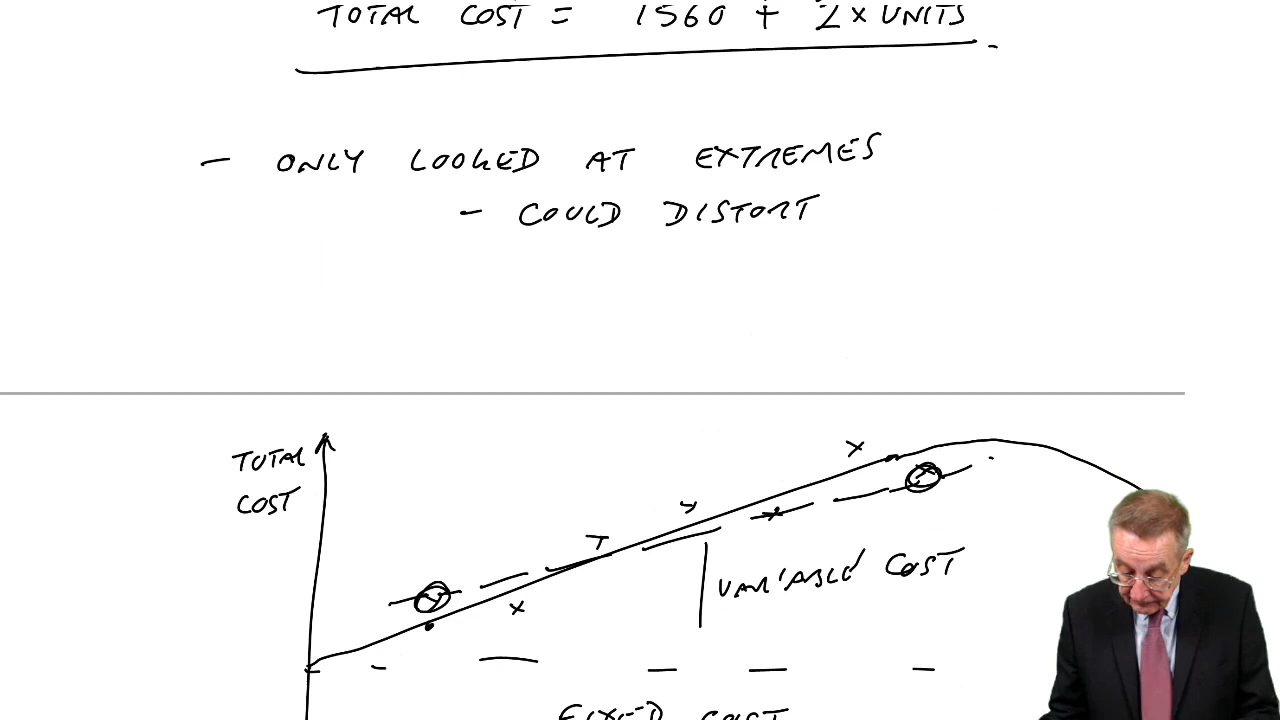 TOTAL COST = 1560 + 2 x UNITS
- ONLY LOOKED AT EXTREMES
- COULD DISTORT
TOTAL
COST
VARIABLE COST
FIXED COST